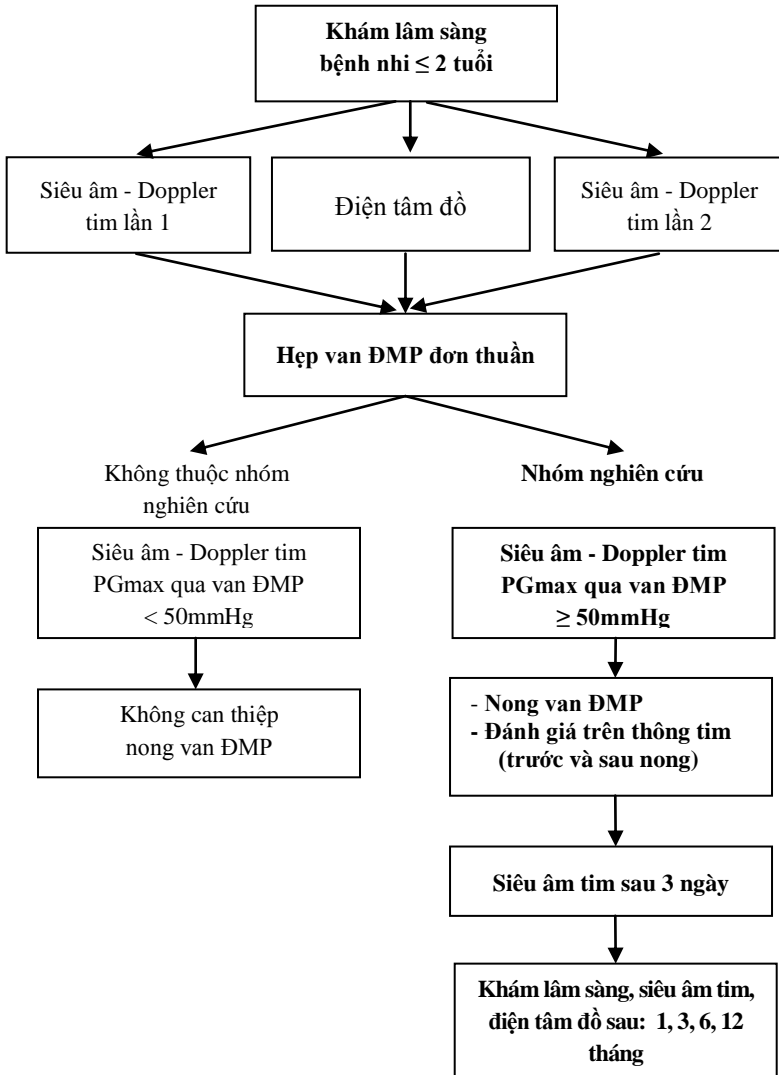 Khám lâm sàng
bệnh nhi ≤ 2 tuổi
Siêu âm - Doppler
tim lần 1
Điện tâm đồ
Siêu âm - Doppler
tim lần 2
Hẹp van ĐMP đơn thuần
Không thuộc nhóm
nghiên cứu
Nhóm nghiên cứu
Siêu âm - Doppler tim
PGmax qua van ĐMP
< 50mmHg
Siêu âm - Doppler tim
PGmax qua van ĐMP
≥ 50mmHg
Không can thiệp
nong van ĐMP
- Nong van ĐMP
- Đánh giá trên thông tim
(trước và sau nong)
Siêu âm tim sau 3 ngày
Khám lâm sàng, siêu âm tim,
điện tâm đồ sau: 1, 3, 6, 12
tháng